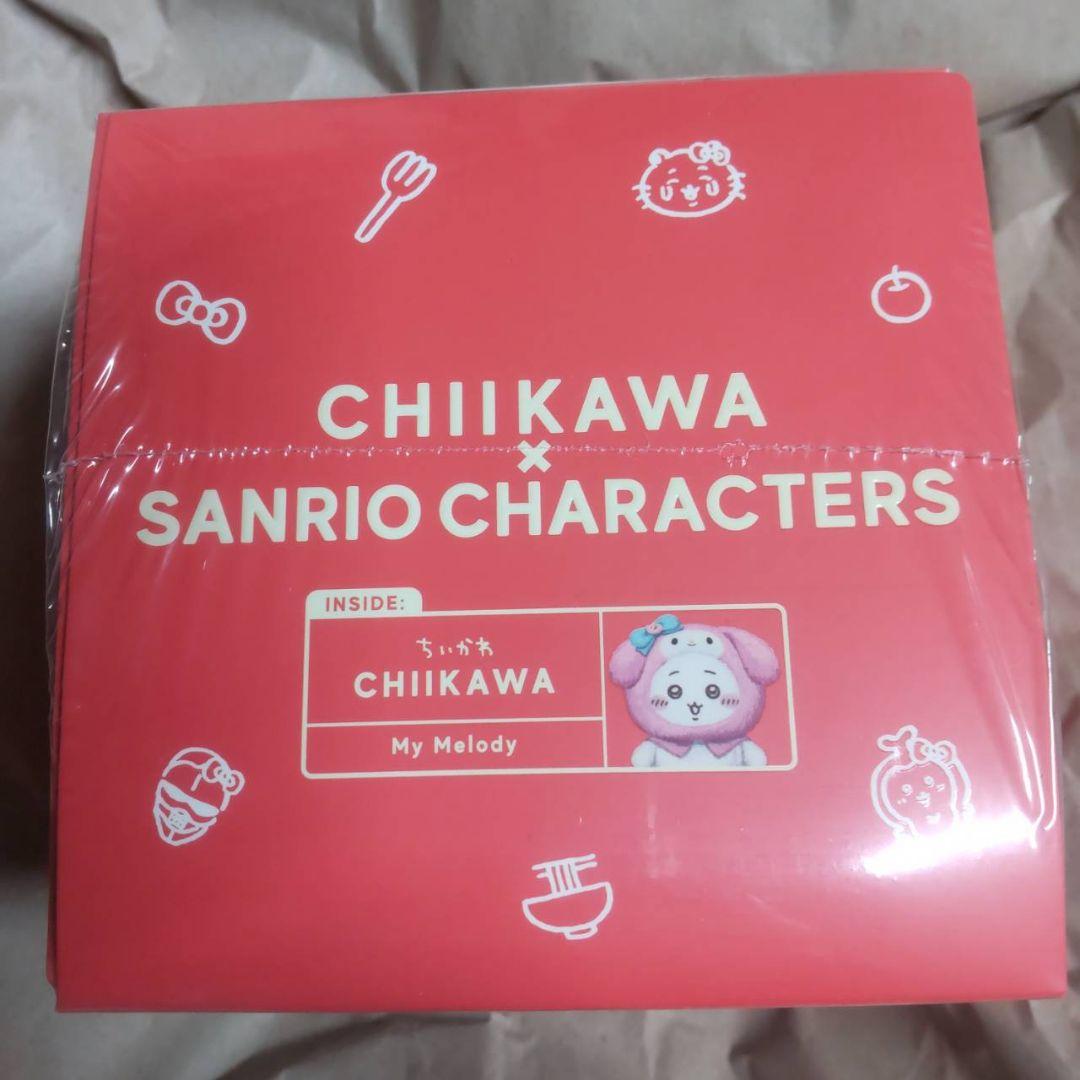 CHIIKAWA
×
SANRIO CHARACTERS
INSIDE:
ちいかわ
CHIIKAWA
My Melody